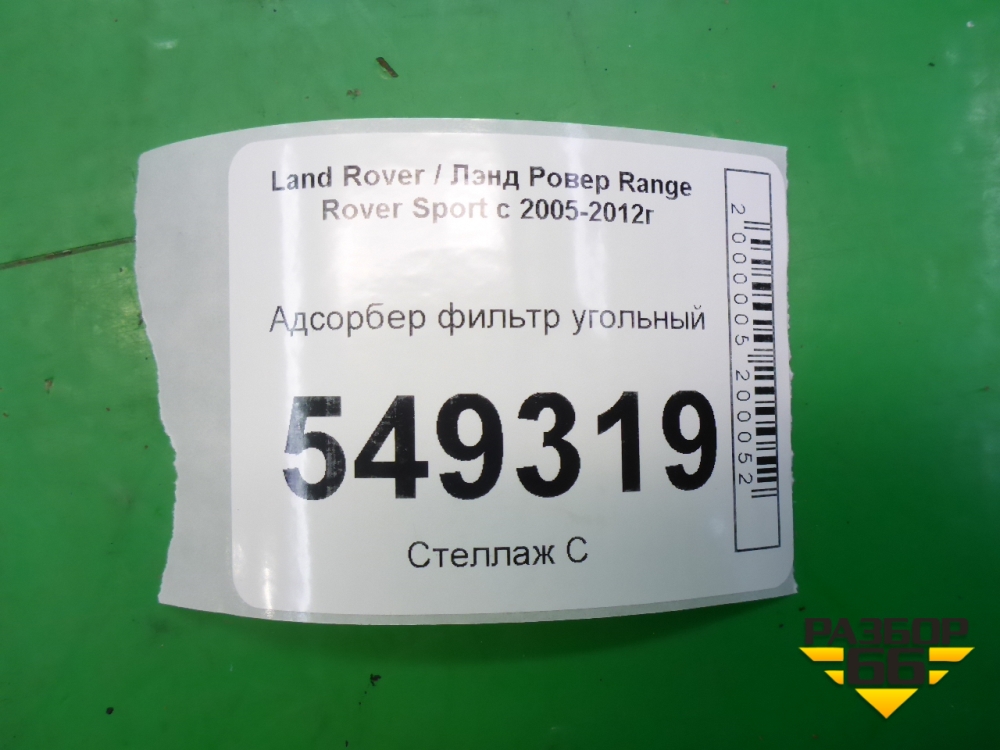 Land Rover / Лэнд Ровер Range
Rover Sport с 2005-2012г
Адсорбер фильтр угольный
549319
Стеллаж С
2000005200052
РАЗБОР
66